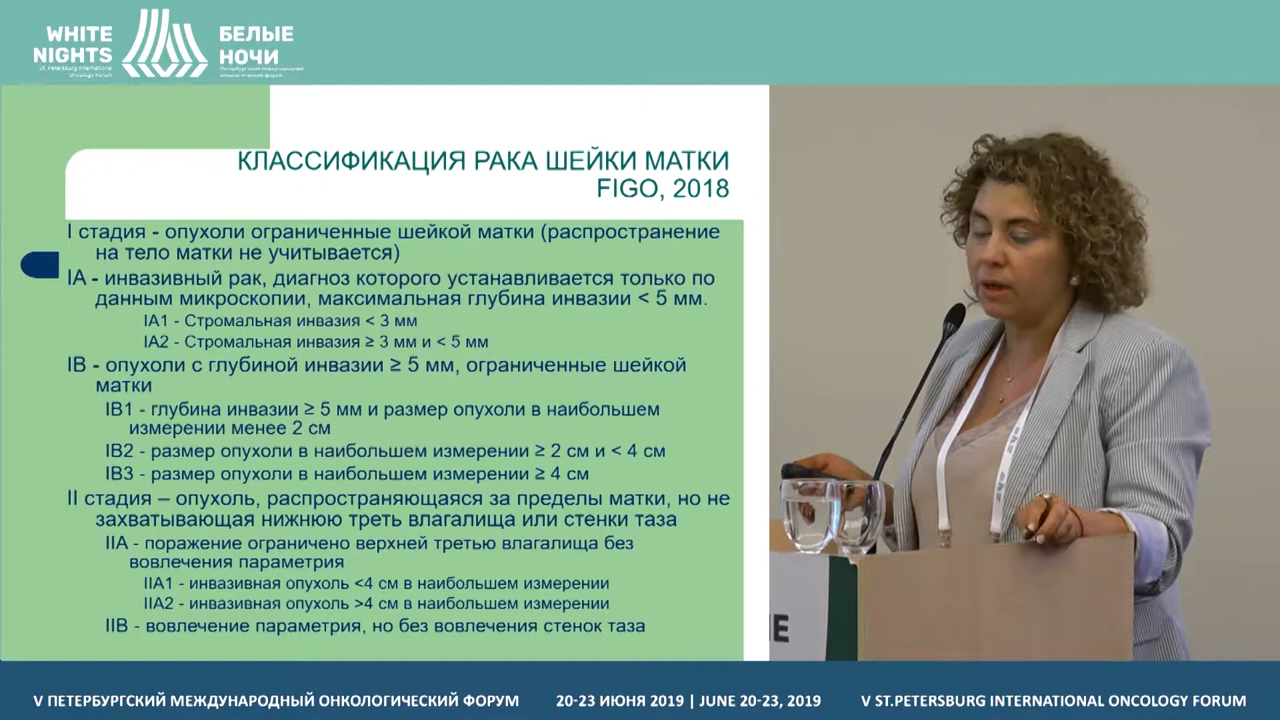 WHITE
NIGHTS
St. Petersburg International
Oncology Forum
БЕЛЫЕ
НОЧИ
Петербургский международный
онкологический форум
КЛАССИФИКАЦИЯ РАКА ШЕЙКИ МАТКИ
FIGO, 2018
I стадия - опухоли ограниченные шейкой матки (распространение
на тело матки не учитывается)
IA - инвазивный рак, диагноз которого устанавливается только по
данным микроскопии, максимальная глубина инвазии < 5 мм.
IA1 - Стромальная инвазия < 3 мм
IA2 - Стромальная инвазия ≥ 3 мм и < 5 мм
IB - опухоли с глубиной инвазии ≥ 5 мм, ограниченные шейкой
матки
IB1 - глубина инвазии ≥ 5 мм и размер опухоли в наибольшем
измерении менее 2 см
IB2 - размер опухоли в наибольшем измерении ≥ 2 см и < 4 см
IB3 - размер опухоли в наибольшем измерении ≥ 4 см
II стадия – опухоль, распространяющаяся за пределы матки, но не
захватывающая нижнюю треть влагалища или стенки таза
IIA - поражение ограничено верхней третью влагалища без
вовлечения параметрия
IIA1 - инвазивная опухоль <4 см в наибольшем измерении
IIA2 - инвазивная опухоль >4 см в наибольшем измерении
IIB - вовлечение параметрия, но без вовлечения стенок таза
V ПЕТЕРБУРГСКИЙ МЕЖДУНАРОДНЫЙ ОНКОЛОГИЧЕСКИЙ ФОРУМ
20-23 ИЮНЯ 2019 | JUNE 20-23, 2019
V ST.PETERSBURG INTERNATIONAL ONCOLOGY FORUM